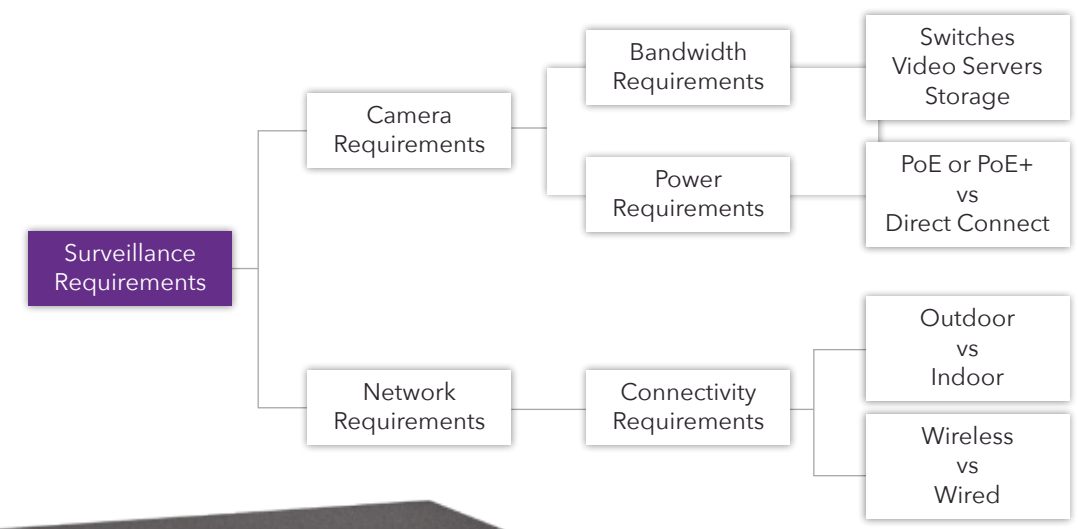 Surveillance
Requirements
Camera
Requirements
Bandwidth
Requirements
Switches
Video Servers
Storage
Power
Requirements
PoE or PoE+
vs
Direct Connect
Network
Requirements
Connectivity
Requirements
Outdoor
vs
Indoor
Wireless
vs
Wired